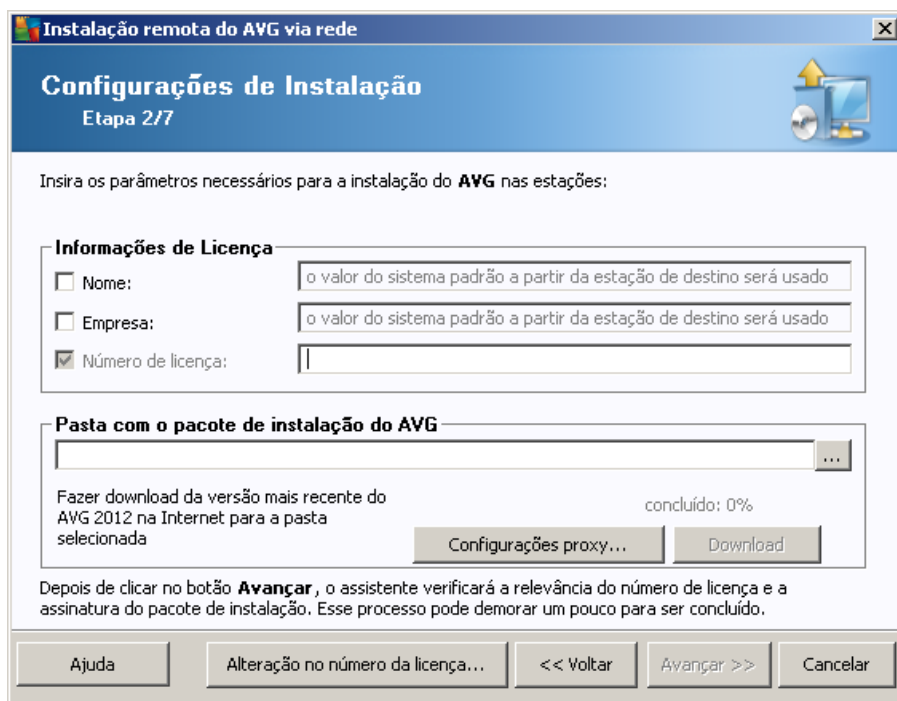 Instalação remota do AVG via rede
Configurações de Instalação
Etapa 2/7
Insira os parâmetros necessários para a instalação do AVG nas estações:
Informações de Licença
Nome:
o valor do sistema padrão a partir da estação de destino será usado
Empresa:
o valor do sistema padrão a partir da estação de destino será usado
Número de licença:
Pasta com o pacote de instalação do AVG
...
Fazer download da versão mais recente do
AVG 2012 na Internet para a pasta
selecionada
concluído: 0%
Configurações proxy...
Download
Depois de clicar no botão Avançar, o assistente verificará a relevância do número de licença e a
assinatura do pacote de instalação. Esse processo pode demorar um pouco para ser concluído.
Ajuda
Alteração no número da licença...
<< Voltar
Avançar >>
Cancelar